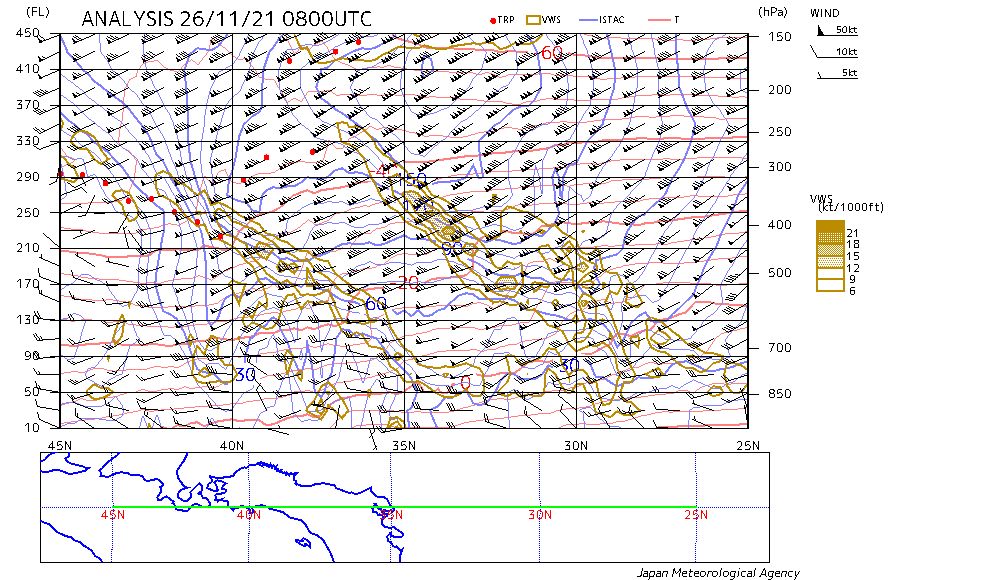 (FL) ANALYSIS 26/11/21 0800UTC TRP VWS ISTAC T (hPa) WIND
450 60 150 50kt
410 0 10kt
370 200 5kt
330 250
290 300
250 VWS
(kt/1000ft)
210 90 400 21
18
170 20 500 15
12
130 60 9
6
90 700
30 30
50 0 850
10
45N 40N 35N 30N 25N
45N 40N 35N 30N 25N
Japan Meteorological Agency